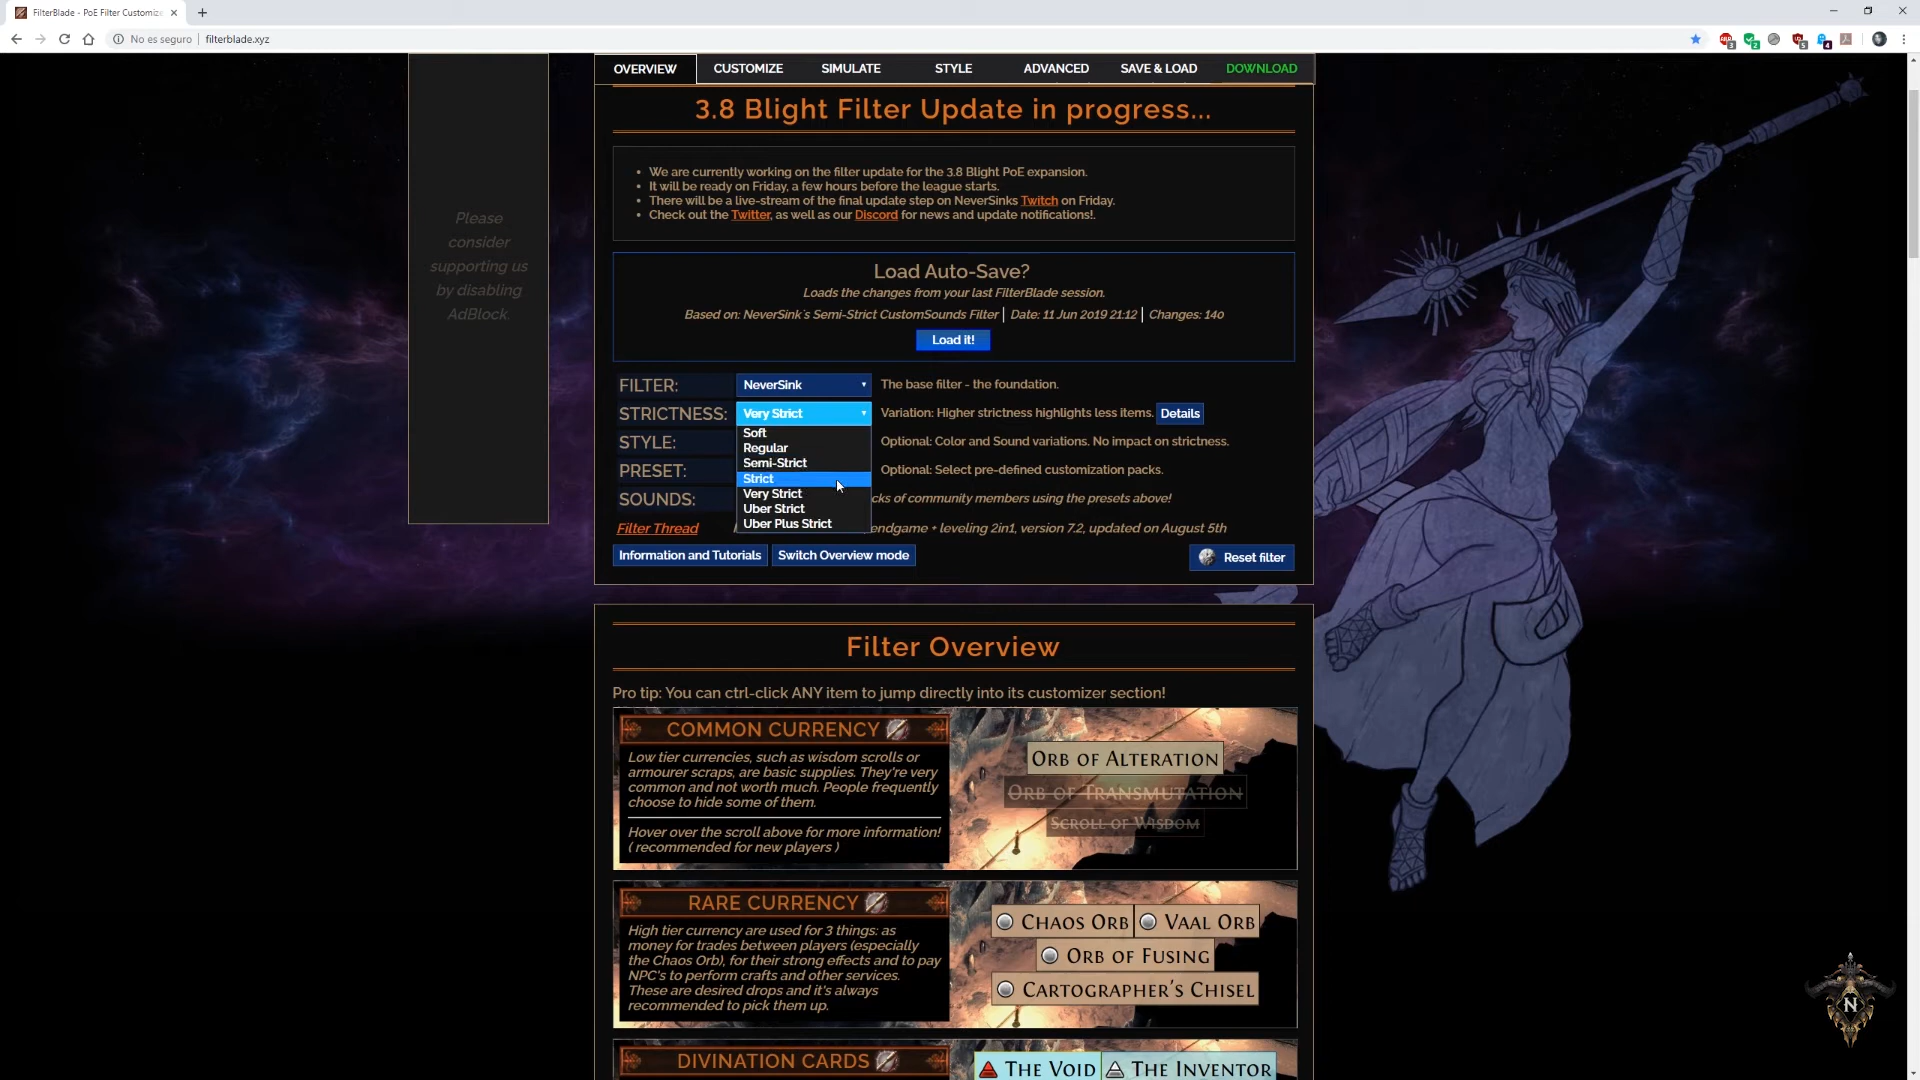 FilterBlade - PoE Filter Customize
No es seguro | filterblade.xyz
3
2
5
4
OVERVIEW
CUSTOMIZE
SIMULATE
STYLE
ADVANCED
SAVE & LOAD
DOWNLOAD
3.8 Blight Filter Update in progress...
• We are currently working on the filter update for the 3.8 Blight PoE expansion.
• It will be ready on Friday, a few hours before the league starts.
• There will be a live-stream of the final update step on NeverSinks Twitch on Friday.
• Check out the Twitter, as well as our Discord for news and update notifications!.
Please
consider
supporting us
by disabling
AdBlock.
Load Auto-Save?
Loads the changes from your last FilterBlade session.
Based on: NeverSink's Semi-Strict CustomSounds Filter | Date: 11 Jun 2019 21:12 | Changes: 140
Load it!
FILTER: NeverSink The base filter - the foundation.
STRICTNESS: Very Strict Variation: Higher strictness highlights less items. Details
Soft
Regular
Semi-Strict
Strict
Very Strict
Uber Strict
Uber Plus Strict
STYLE: Optional: Color and Sound variations. No impact on strictness.
PRESET: Optional: Select pre-defined customization packs.
SOUNDS: cks of community members using the presets above!
Filter Thread endgame + leveling 2in1, version 7.2, updated on August 5th
Information and Tutorials
Switch Overview mode
Reset filter
Filter Overview
Pro tip: You can ctrl-click ANY item to jump directly into its customizer section!
COMMON CURRENCY
Low tier currencies, such as wisdom scrolls or
armourer scraps, are basic supplies. They're very
common and not worth much. People frequently
choose to hide some of them.
Hover over the scroll above for more information!
( recommended for new players )
ORB OF ALTERATION
ORB OF TRANSMUTATION
SCROLL OF WISDOM
RARE CURRENCY
High tier currency are used for 3 things: as
money for trades between players (especially
the Chaos Orb), for their strong effects and to pay
NPC's to perform crafts and other services.
These are desired drops and it's always
recommended to pick them up.
CHAOS ORB
VAAL ORB
ORB OF FUSING
CARTOGRAPHER'S CHISEL
DIVINATION CARDS
THE VOID
THE INVENTOR
N